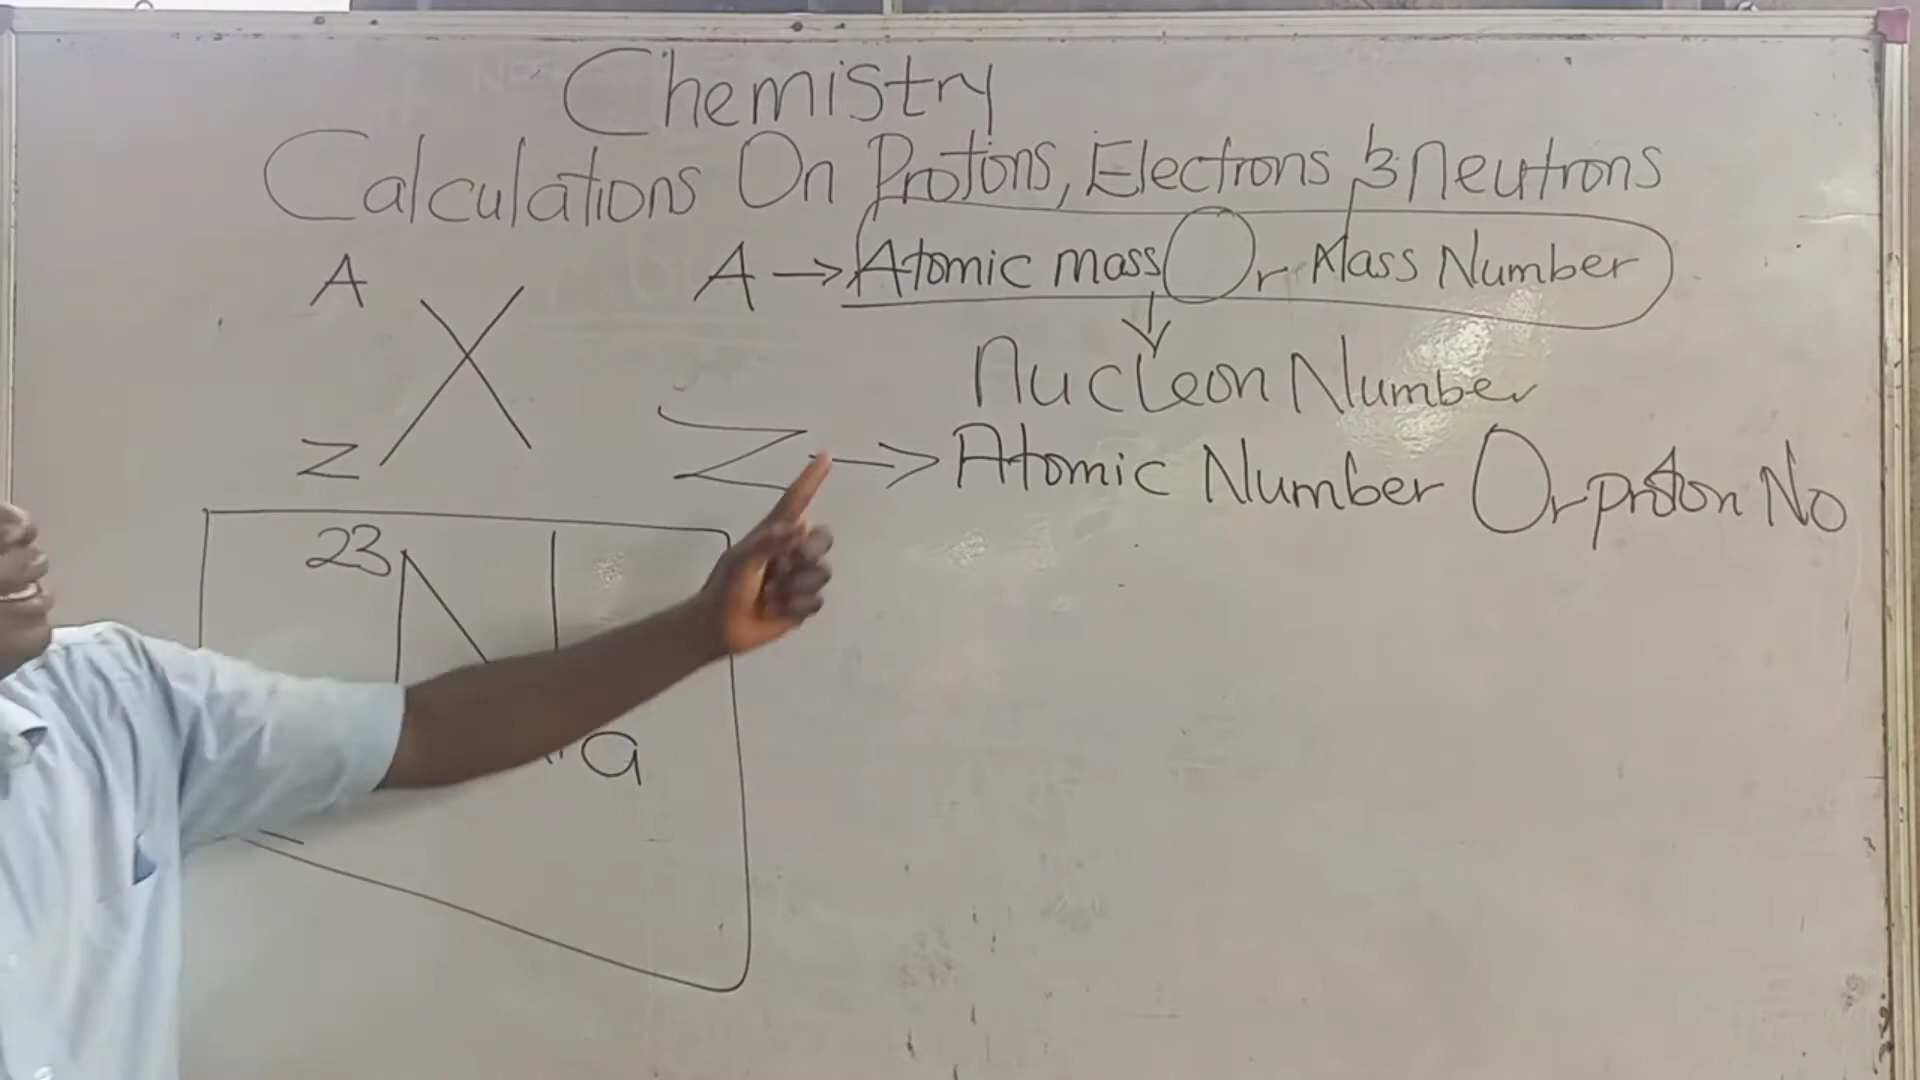 Chemistry
Calculations On Protons, Electrons & Neutrons
A
X
Z
A → Atomic mass Or Mass Number
↓
Nucleon Number
Z → Atomic Number Or proton No
23
Na